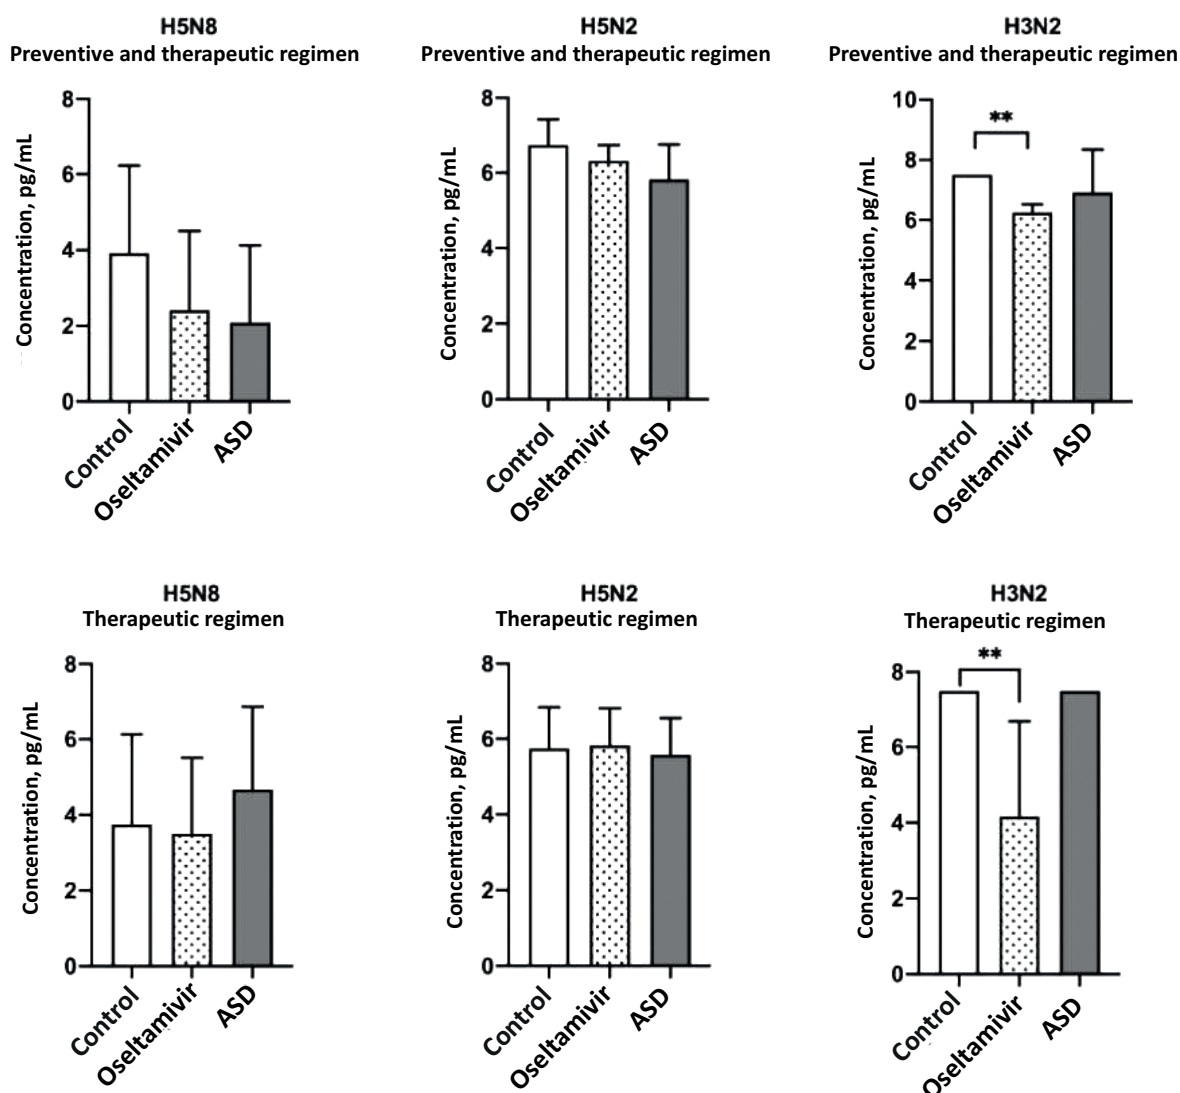 H5N8
Preventive and therapeutic regimen
Concentration, pg/mL
8
6
4
2
0
Control
Oseltamivir
ASD
H5N2
Preventive and therapeutic regimen
Concentration, pg/mL
8
6
4
2
0
Control
Oseltamivir
ASD
H3N2
Preventive and therapeutic regimen
Concentration, pg/mL
10
8
6
4
2
0
**
Control
Oseltamivir
ASD
H5N8
Therapeutic regimen
Concentration, pg/mL
8
6
4
2
0
Control
Oseltamivir
ASD
H5N2
Therapeutic regimen
Concentration, pg/mL
8
6
4
2
0
Control
Oseltamivir
ASD
H3N2
Therapeutic regimen
Concentration, pg/mL
8
6
4
2
0
**
Control
Oseltamivir
ASD